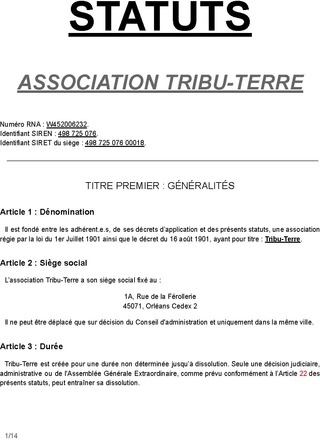 STATUTS
ASSOCIATION TRIBU-TERRE
Numéro RNA : W452006232.
Identifiant SIREN : 498 725 076.
Identifiant SIRET du siège : 498 725 076 00018.
TITRE PREMIER : GÉNÉRALITÉS
Article 1 : Dénomination
Il est fondé entre les adhérent.e.s, de ses décrets d'application et des présents statuts, une association
régie par la loi du 1er Juillet 1901 ainsi que le décret du 16 août 1901, ayant pour titre : Tribu-Terre.
Article 2 : Siège social
L'association Tribu-Terre a son siège social fixé au :
1A, Rue de la Férollerie
45071, Orléans Cedex 2
Il ne peut être déplacé que sur décision du Conseil d'administration et uniquement dans la même ville.
Article 3 : Durée
Tribu-Terre est créée pour une durée non déterminée jusqu'à dissolution. Seule une décision judiciaire,
administrative ou de l'Assemblée Générale Extraordinaire, comme prévu conformément à l'Article 22 des
présents statuts, peut entraîner sa dissolution.
1/14